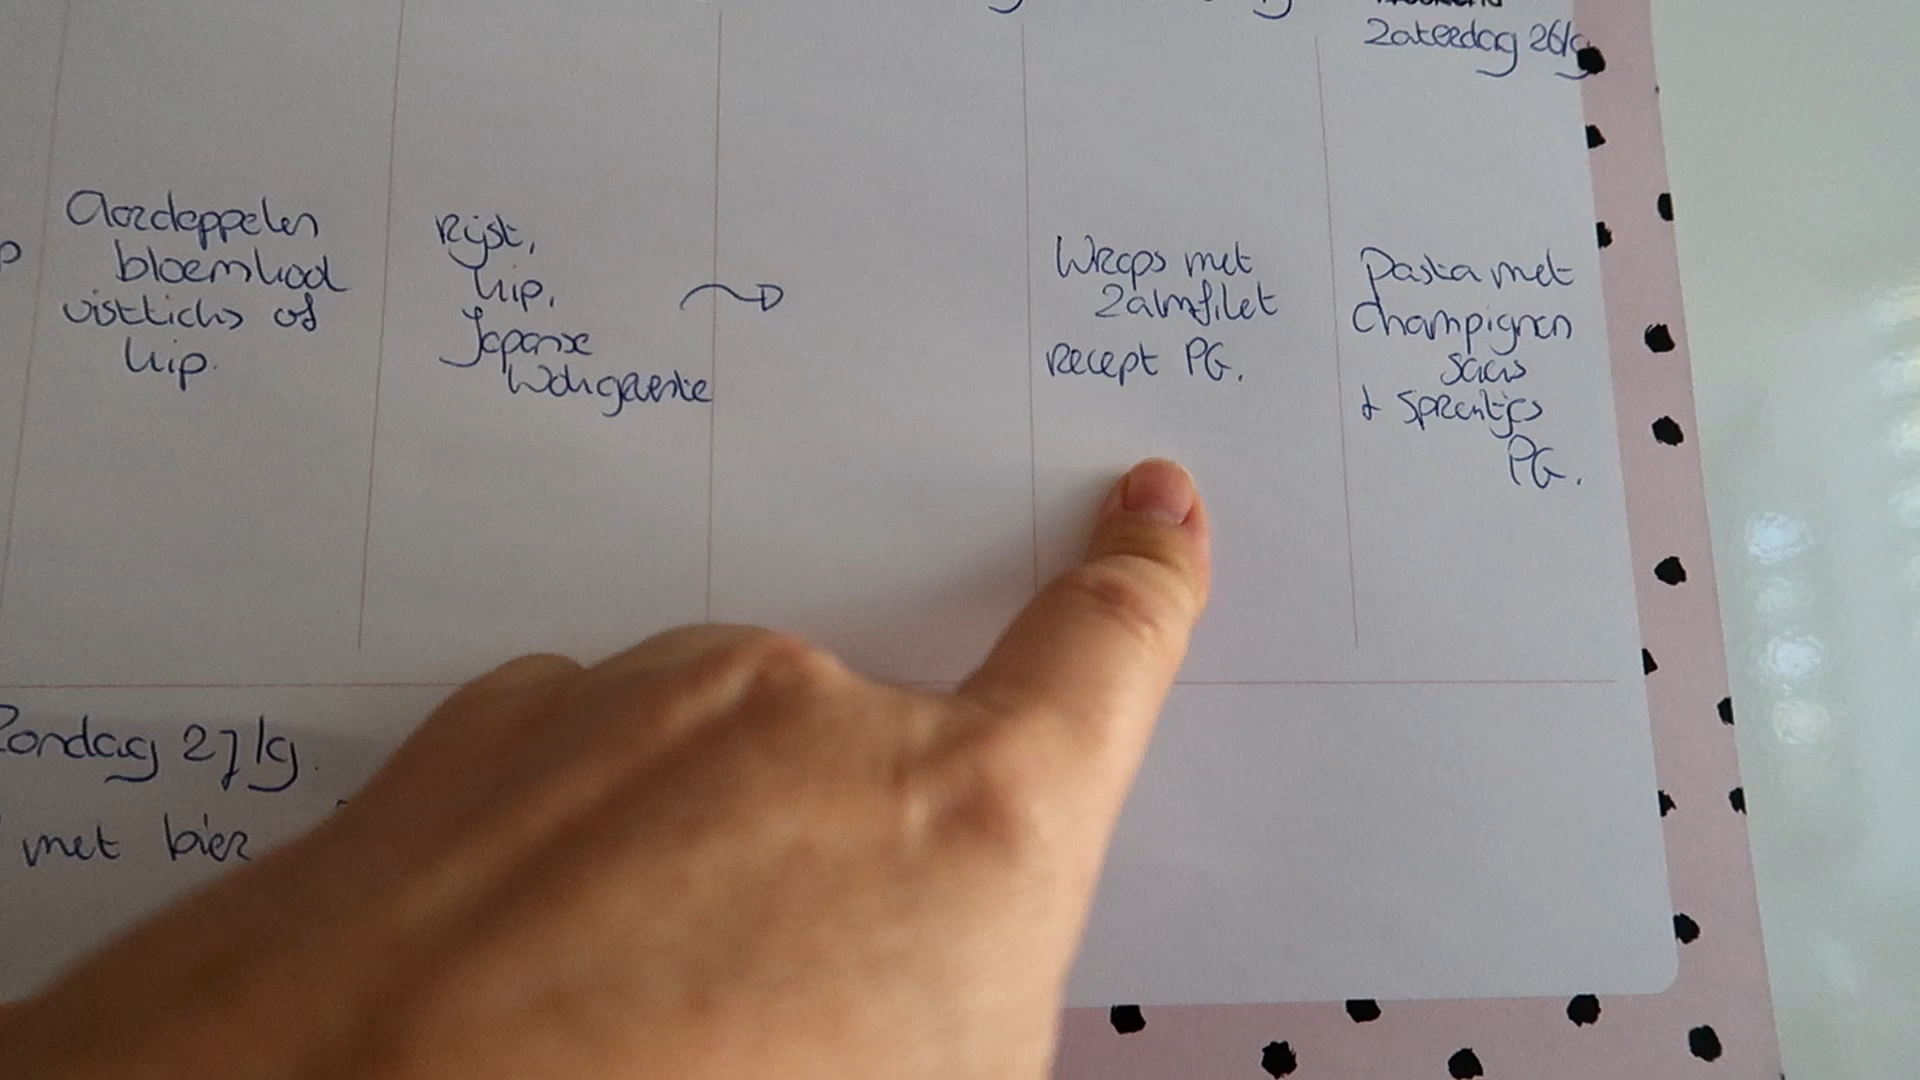 Zaterdag 26/9
Aardappelen
bloemkool
visticks of
kip.
Rijst,
kip,
Japanse
Wokgroente
Wraps met
Zalmfilet
Recept PG.
Pasta met
Champignon
saus
+ Spruitjes
PG.
Zondag 27/9.
met bier